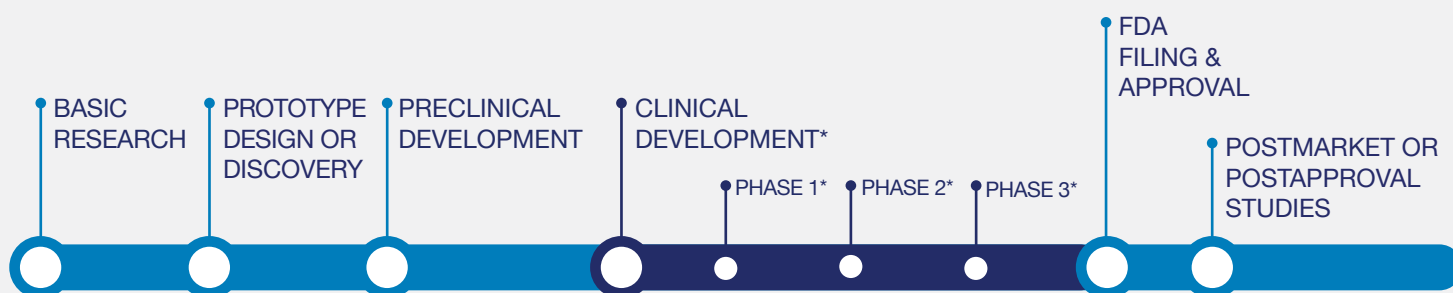 BASIC
RESEARCH
PROTOTYPE
DESIGN OR
DISCOVERY
PRECLINICAL
DEVELOPMENT
CLINICAL
DEVELOPMENT*
PHASE 1*
PHASE 2*
PHASE 3*
FDA
FILING &
APPROVAL
POSTMARKET OR
POSTAPPROVAL
STUDIES